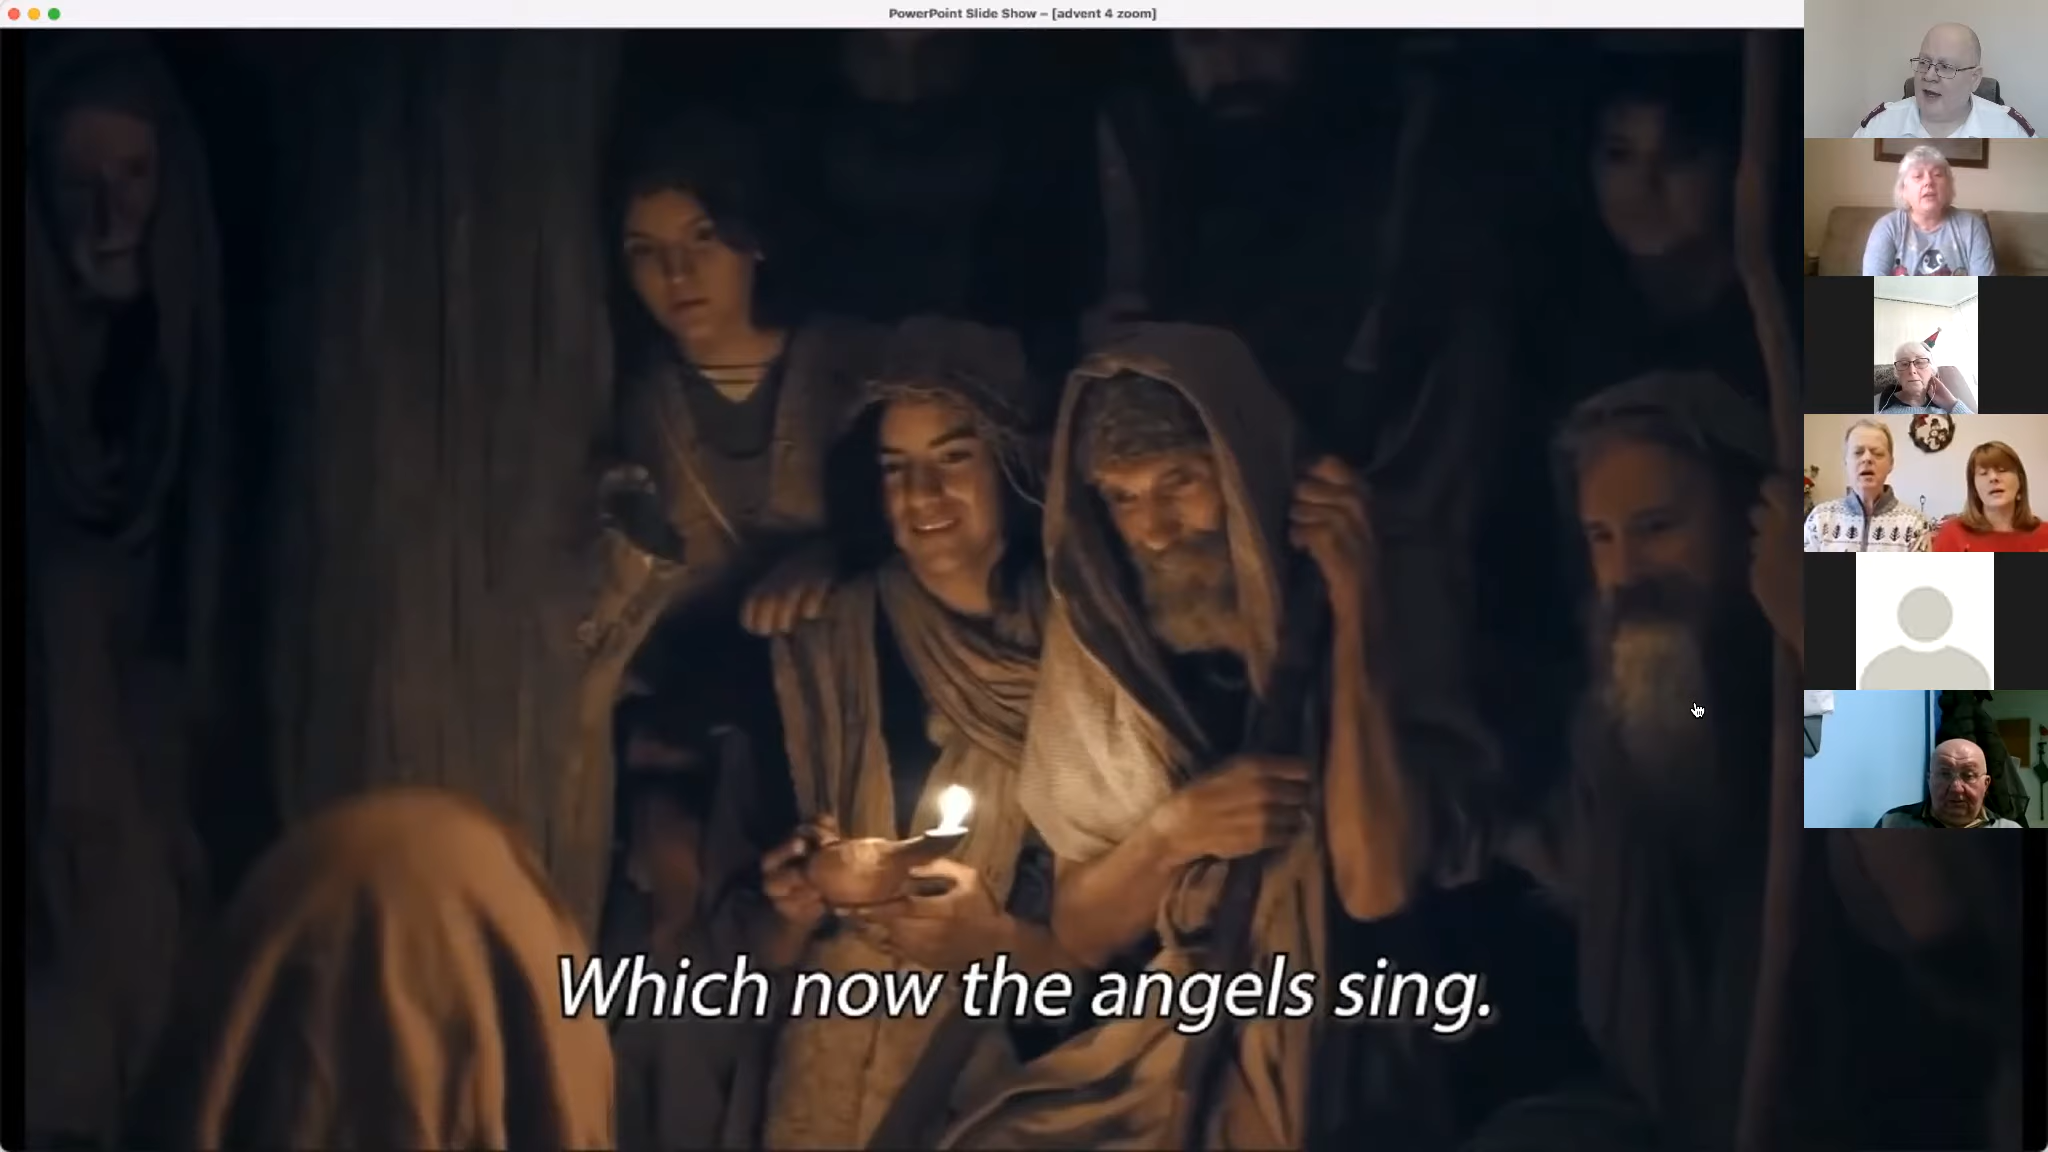 PowerPoint Slide Show – [advent 4 zoom]
Which now the angels sing.